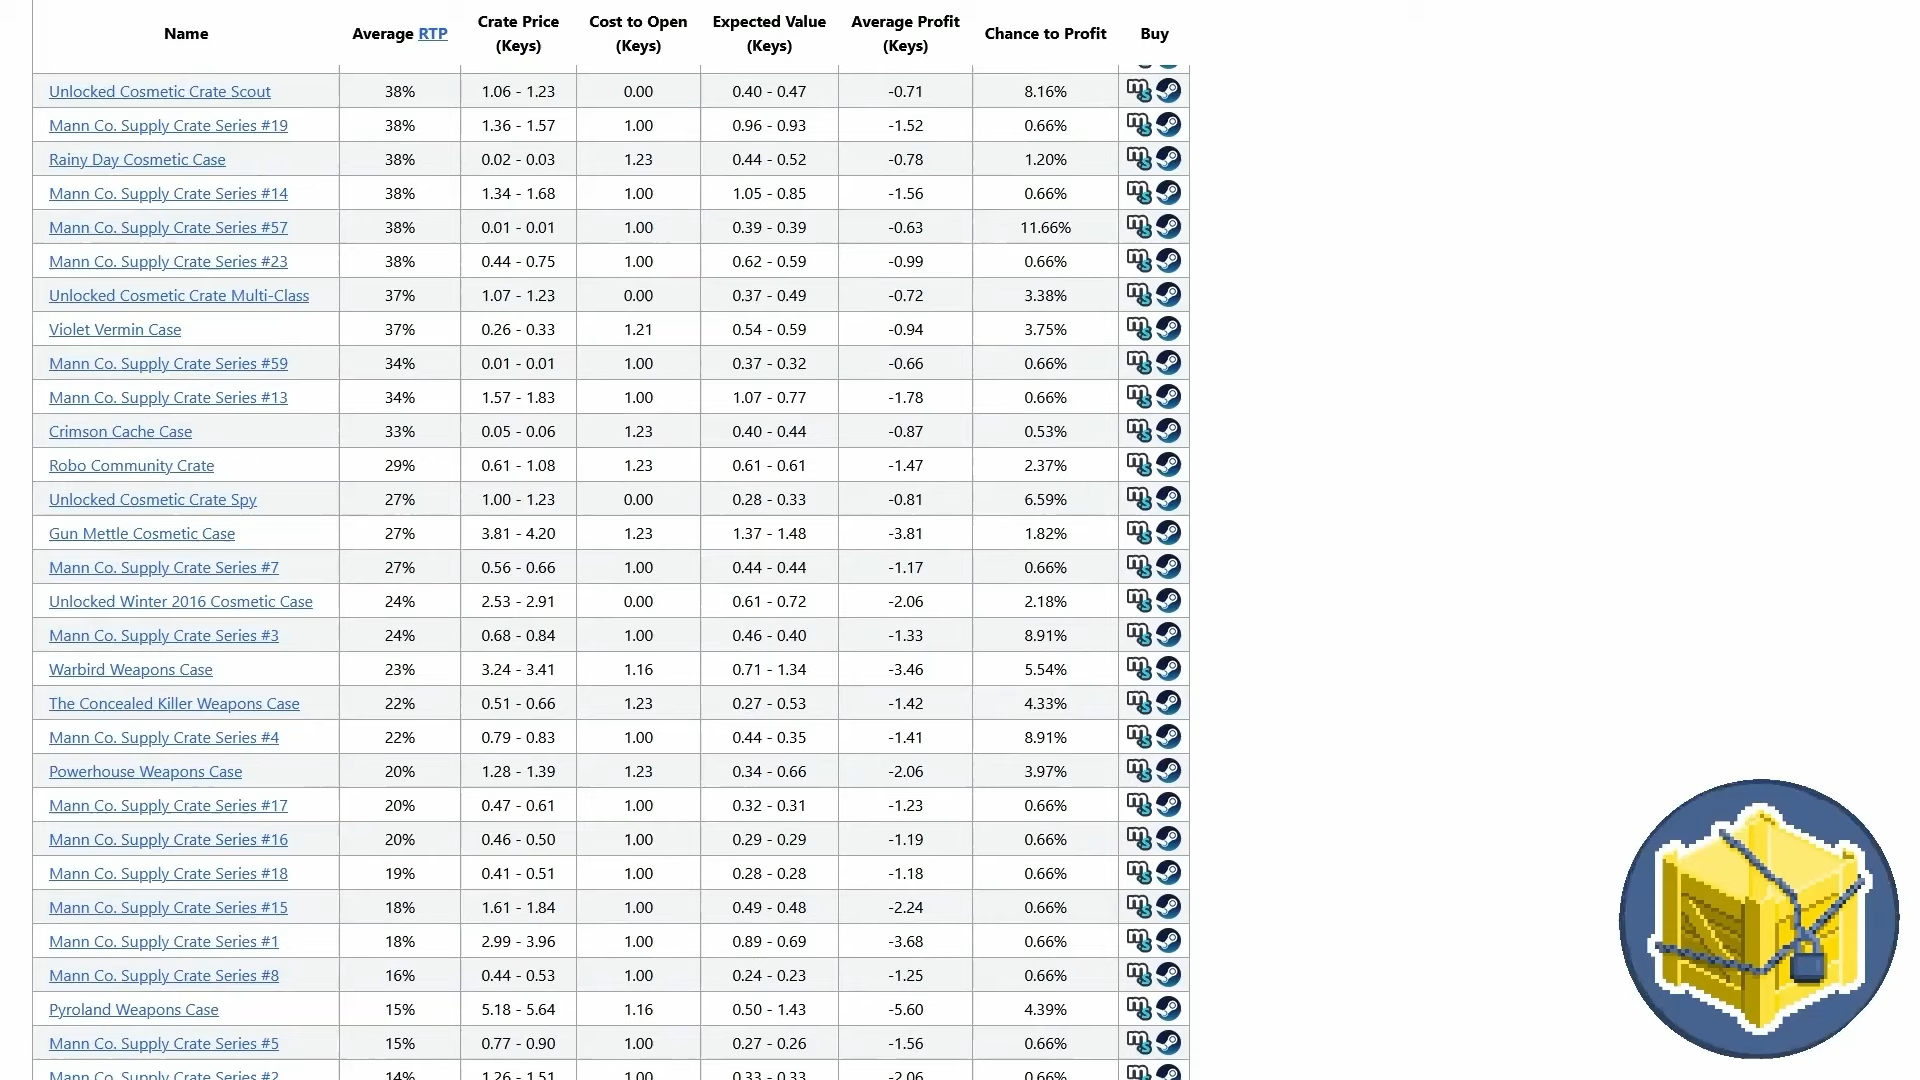 Name Average RTP Crate Price (Keys) Cost to Open (Keys) Expected Value (Keys) Average Profit (Keys) Chance to Profit Buy
Unlocked Cosmetic Crate Scout 38% 1.06 - 1.23 0.00 0.40 - 0.47 -0.71 8.16%
Mann Co. Supply Crate Series #19 38% 1.36 - 1.57 1.00 0.96 - 0.93 -1.52 0.66%
Rainy Day Cosmetic Case 38% 0.02 - 0.03 1.23 0.44 - 0.52 -0.78 1.20%
Mann Co. Supply Crate Series #14 38% 1.34 - 1.68 1.00 1.05 - 0.85 -1.56 0.66%
Mann Co. Supply Crate Series #57 38% 0.01 - 0.01 1.00 0.39 - 0.39 -0.63 11.66%
Mann Co. Supply Crate Series #23 38% 0.44 - 0.75 1.00 0.62 - 0.59 -0.99 0.66%
Unlocked Cosmetic Crate Multi-Class 37% 1.07 - 1.23 0.00 0.37 - 0.49 -0.72 3.38%
Violet Vermin Case 37% 0.26 - 0.33 1.21 0.54 - 0.59 -0.94 3.75%
Mann Co. Supply Crate Series #59 34% 0.01 - 0.01 1.00 0.37 - 0.32 -0.66 0.66%
Mann Co. Supply Crate Series #13 34% 1.57 - 1.83 1.00 1.07 - 0.77 -1.78 0.66%
Crimson Cache Case 33% 0.05 - 0.06 1.23 0.40 - 0.44 -0.87 0.53%
Robo Community Crate 29% 0.61 - 1.08 1.23 0.61 - 0.61 -1.47 2.37%
Unlocked Cosmetic Crate Spy 27% 1.00 - 1.23 0.00 0.28 - 0.33 -0.81 6.59%
Gun Mettle Cosmetic Case 27% 3.81 - 4.20 1.23 1.37 - 1.48 -3.81 1.82%
Mann Co. Supply Crate Series #7 27% 0.56 - 0.66 1.00 0.44 - 0.44 -1.17 0.66%
Unlocked Winter 2016 Cosmetic Case 24% 2.53 - 2.91 0.00 0.61 - 0.72 -2.06 2.18%
Mann Co. Supply Crate Series #3 24% 0.68 - 0.84 1.00 0.46 - 0.40 -1.33 8.91%
Warbird Weapons Case 23% 3.24 - 3.41 1.16 0.71 - 1.34 -3.46 5.54%
The Concealed Killer Weapons Case 22% 0.51 - 0.66 1.23 0.27 - 0.53 -1.42 4.33%
Mann Co. Supply Crate Series #4 22% 0.79 - 0.83 1.00 0.44 - 0.35 -1.41 8.91%
Powerhouse Weapons Case 20% 1.28 - 1.39 1.23 0.34 - 0.66 -2.06 3.97%
Mann Co. Supply Crate Series #17 20% 0.47 - 0.61 1.00 0.32 - 0.31 -1.23 0.66%
Mann Co. Supply Crate Series #16 20% 0.46 - 0.50 1.00 0.29 - 0.29 -1.19 0.66%
Mann Co. Supply Crate Series #18 19% 0.41 - 0.51 1.00 0.28 - 0.28 -1.18 0.66%
Mann Co. Supply Crate Series #15 18% 1.61 - 1.84 1.00 0.49 - 0.48 -2.24 0.66%
Mann Co. Supply Crate Series #1 18% 2.99 - 3.96 1.00 0.89 - 0.69 -3.68 0.66%
Mann Co. Supply Crate Series #8 16% 0.44 - 0.53 1.00 0.24 - 0.23 -1.25 0.66%
Pyroland Weapons Case 15% 5.18 - 5.64 1.16 0.50 - 1.43 -5.60 4.39%
Mann Co. Supply Crate Series #5 15% 0.77 - 0.90 1.00 0.27 - 0.26 -1.56 0.66%
Mann Co. Supply Crate Series #2 14% 1.26 - 1.51 1.00 0.33 - 0.33 -2.06 0.66%